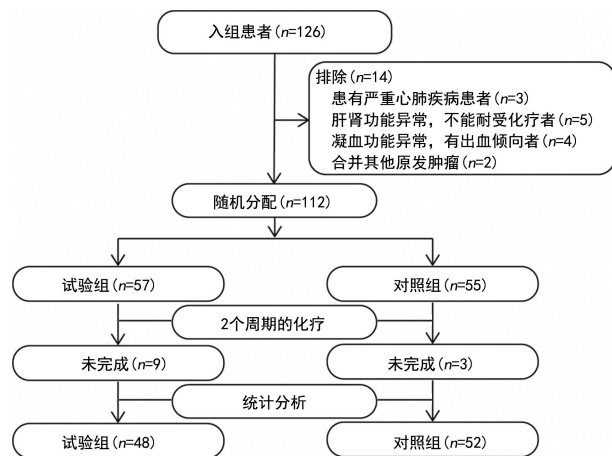 入组患者(n=126)
排除(n=14)
患有严重心肺疾病患者(n=3)
肝肾功能异常，不能耐受化疗者(n=5)
凝血功能异常，有出血倾向者(n=4)
合并其他原发肿瘤(n=2)
随机分配(n=112)
试验组(n=57)
对照组(n=55)
2个周期的化疗
未完成(n=9)
未完成(n=3)
统计分析
试验组(n=48)
对照组(n=52)